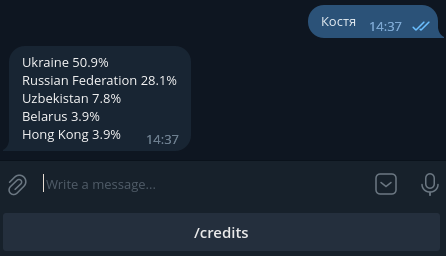 Костя
14:37
Ukraine 50.9%
Russian Federation 28.1%
Uzbekistan 7.8%
Belarus 3.9%
Hong Kong 3.9%
14:37
Write a message...
/credits